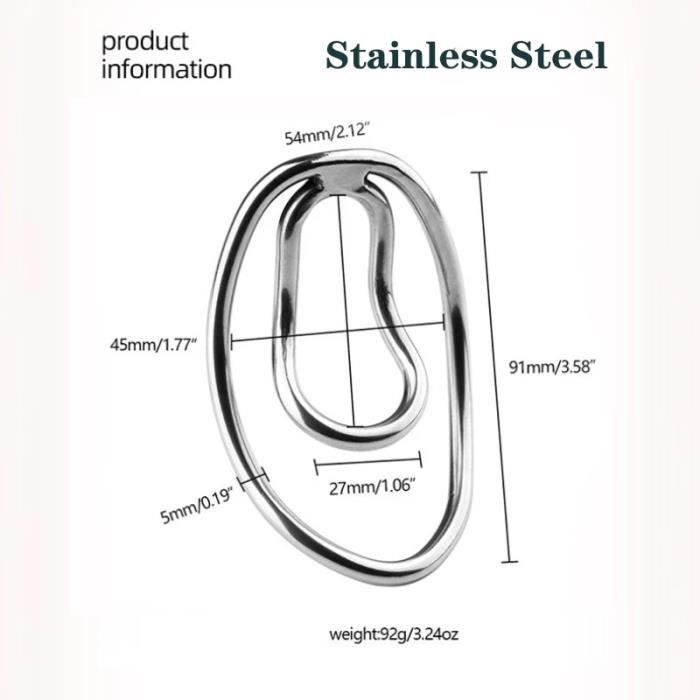 product
information
Stainless Steel
54mm/2.12"
45mm/1.77"
91mm/3.58"
27mm/1.06"
5mm/0.19"
weight:92g/3.24oz